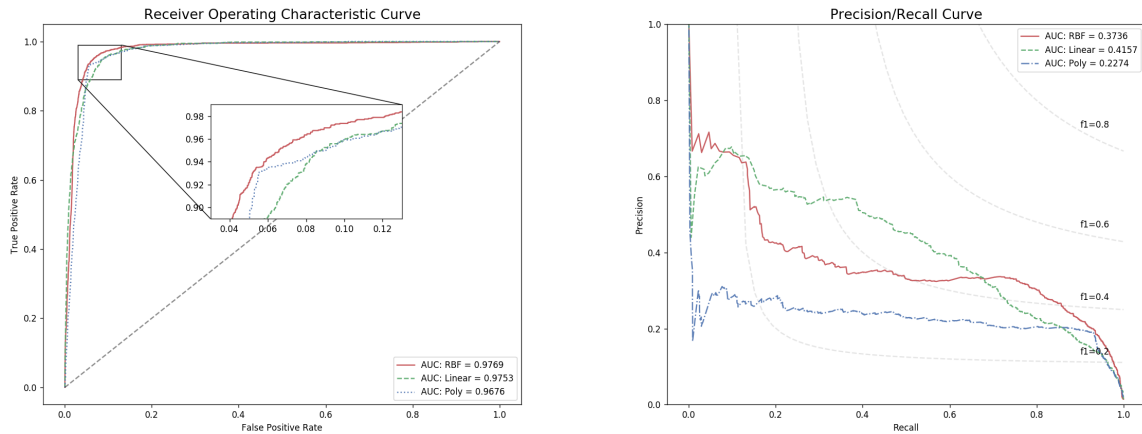 Receiver Operating Characteristic Curve
1.0
0.8
0.6
0.4
0.2
0.0
True Positive Rate
0.98
0.96
0.94
0.92
0.90
0.04
0.06
0.08
0.10
0.12
AUC: RBF = 0.9769
AUC: Linear = 0.9753
AUC: Poly = 0.9676
0.0
0.2
0.4
0.6
0.8
1.0
False Positive Rate
Precision/Recall Curve
1.0
0.8
0.6
0.4
0.2
0.0
Precision
AUC: RBF = 0.3736
AUC: Linear = 0.4157
AUC: Poly = 0.2274
f1=0.8
f1=0.6
f1=0.4
f1=0.2
0.0
0.2
0.4
0.6
0.8
1.0
Recall